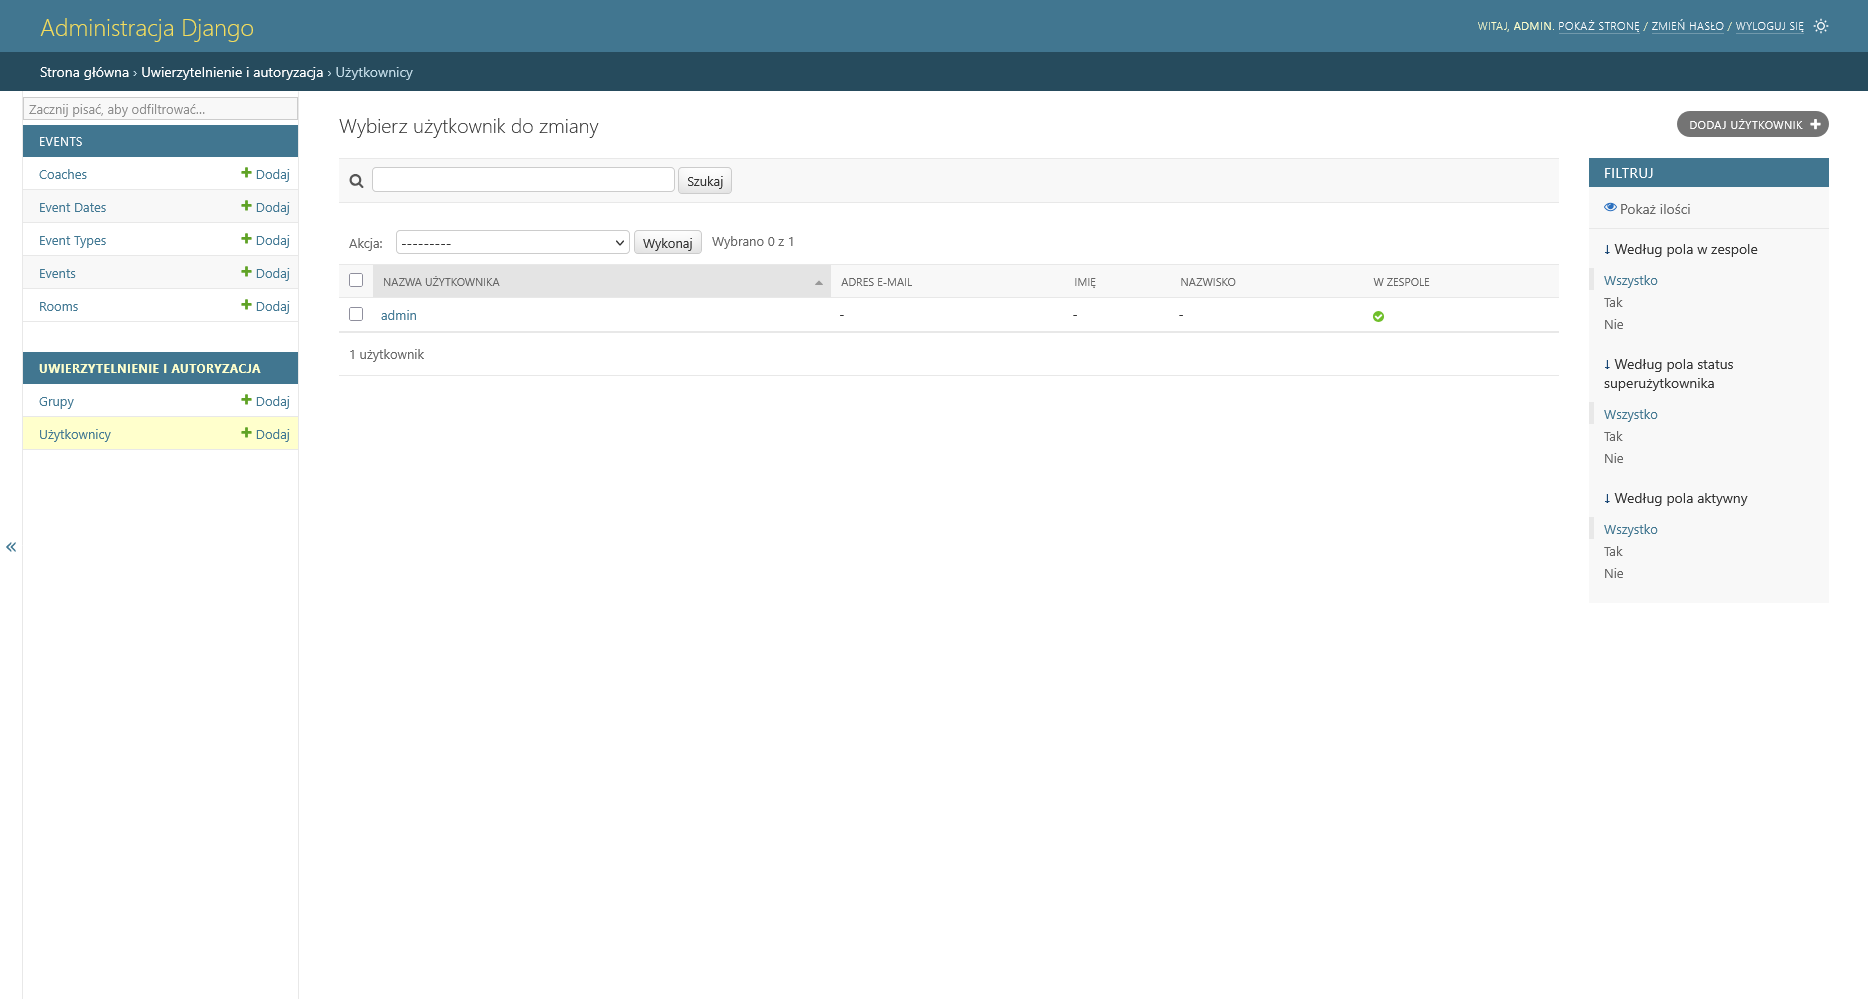 Administracja Django
WITAJ, ADMIN. POKAŻ STRONĘ / ZMIEŃ HASŁO / WYLOGUJ SIĘ
Strona główna › Uwierzytelnienie i autoryzacja › Użytkownicy
Zacznij pisać, aby odfiltrować...
EVENTS
Coaches Dodaj
Event Dates Dodaj
Event Types Dodaj
Events Dodaj
Rooms Dodaj
UWIERZYTELNIENIE I AUTORYZACJA
Grupy Dodaj
Użytkownicy Dodaj
«
Wybierz użytkownik do zmiany
DODAJ UŻYTKOWNIK
Szukaj
Akcja: --------- Wykonaj Wybrano 0 z 1
NAZWA UŻYTKOWNIKA ADRES E-MAIL IMIĘ NAZWISKO W ZESPOLE
admin - - -
1 użytkownik
FILTRUJ
Pokaż ilości
↓ Według pola w zespole
Wszystko
Tak
Nie
↓ Według pola status
superużytkownika
Wszystko
Tak
Nie
↓ Według pola aktywny
Wszystko
Tak
Nie